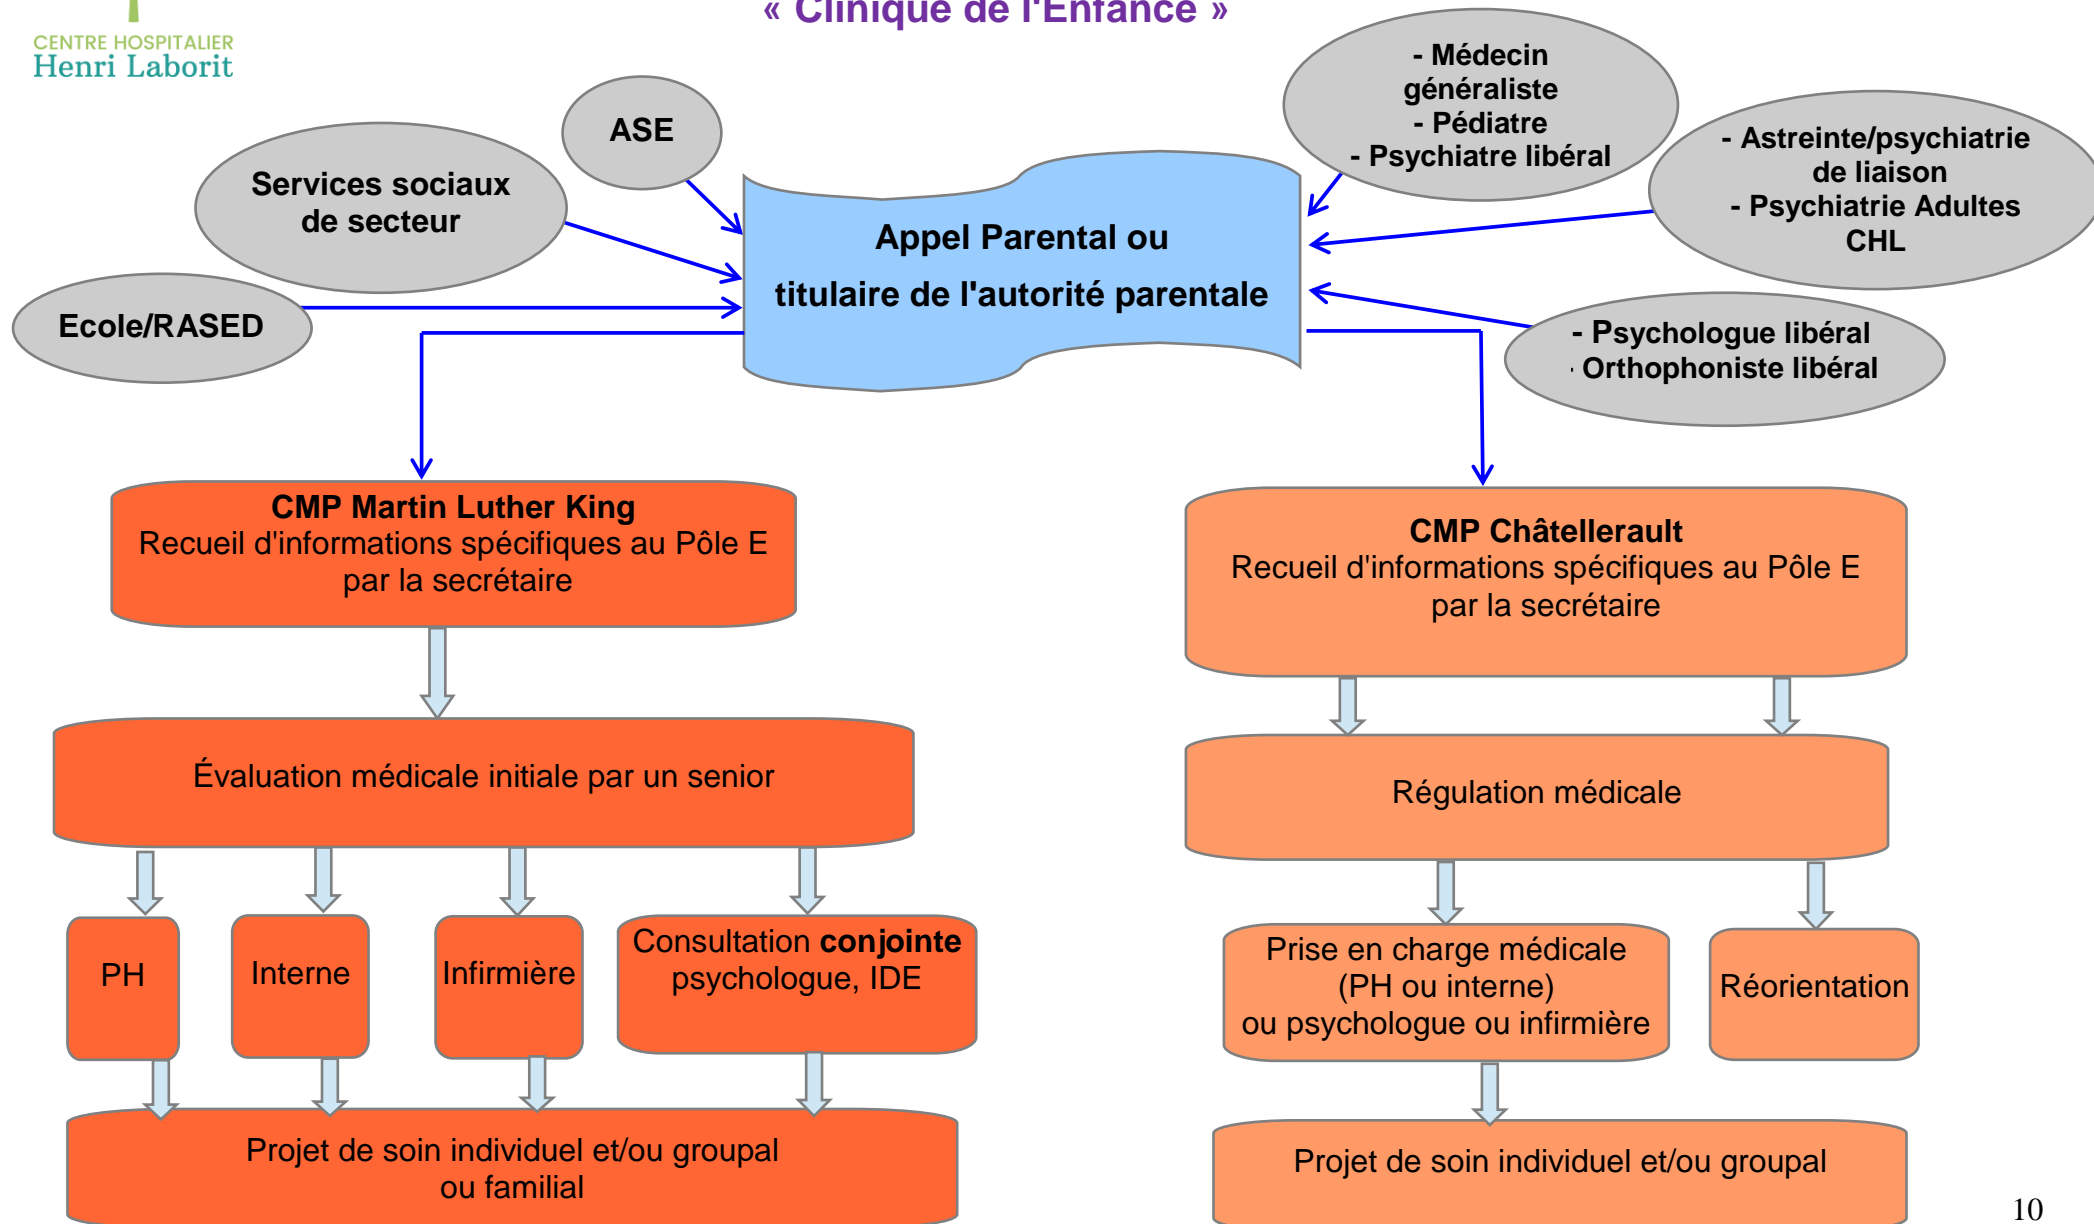 « Clinique de l'Enfance »
CENTRE HOSPITALIER
Henri Laborit
ASE
Services sociaux
de secteur
Ecole/RASED
- Médecin
généraliste
- Pédiatre
- Psychiatre libéral
- Astreinte/psychiatrie
de liaison
- Psychiatrie Adultes
CHL
- Psychologue libéral
- Orthophoniste libéral
Appel Parental ou
titulaire de l'autorité parentale
CMP Martin Luther King
Recueil d'informations spécifiques au Pôle E
par la secrétaire
CMP Châtellerault
Recueil d'informations spécifiques au Pôle E
par la secrétaire
Évaluation médicale initiale par un senior
Régulation médicale
PH
Interne
Infirmière
Consultation conjointe
psychologue, IDE
Prise en charge médicale
(PH ou interne)
ou psychologue ou infirmière
Réorientation
Projet de soin individuel et/ou groupal
ou familial
Projet de soin individuel et/ou groupal
10